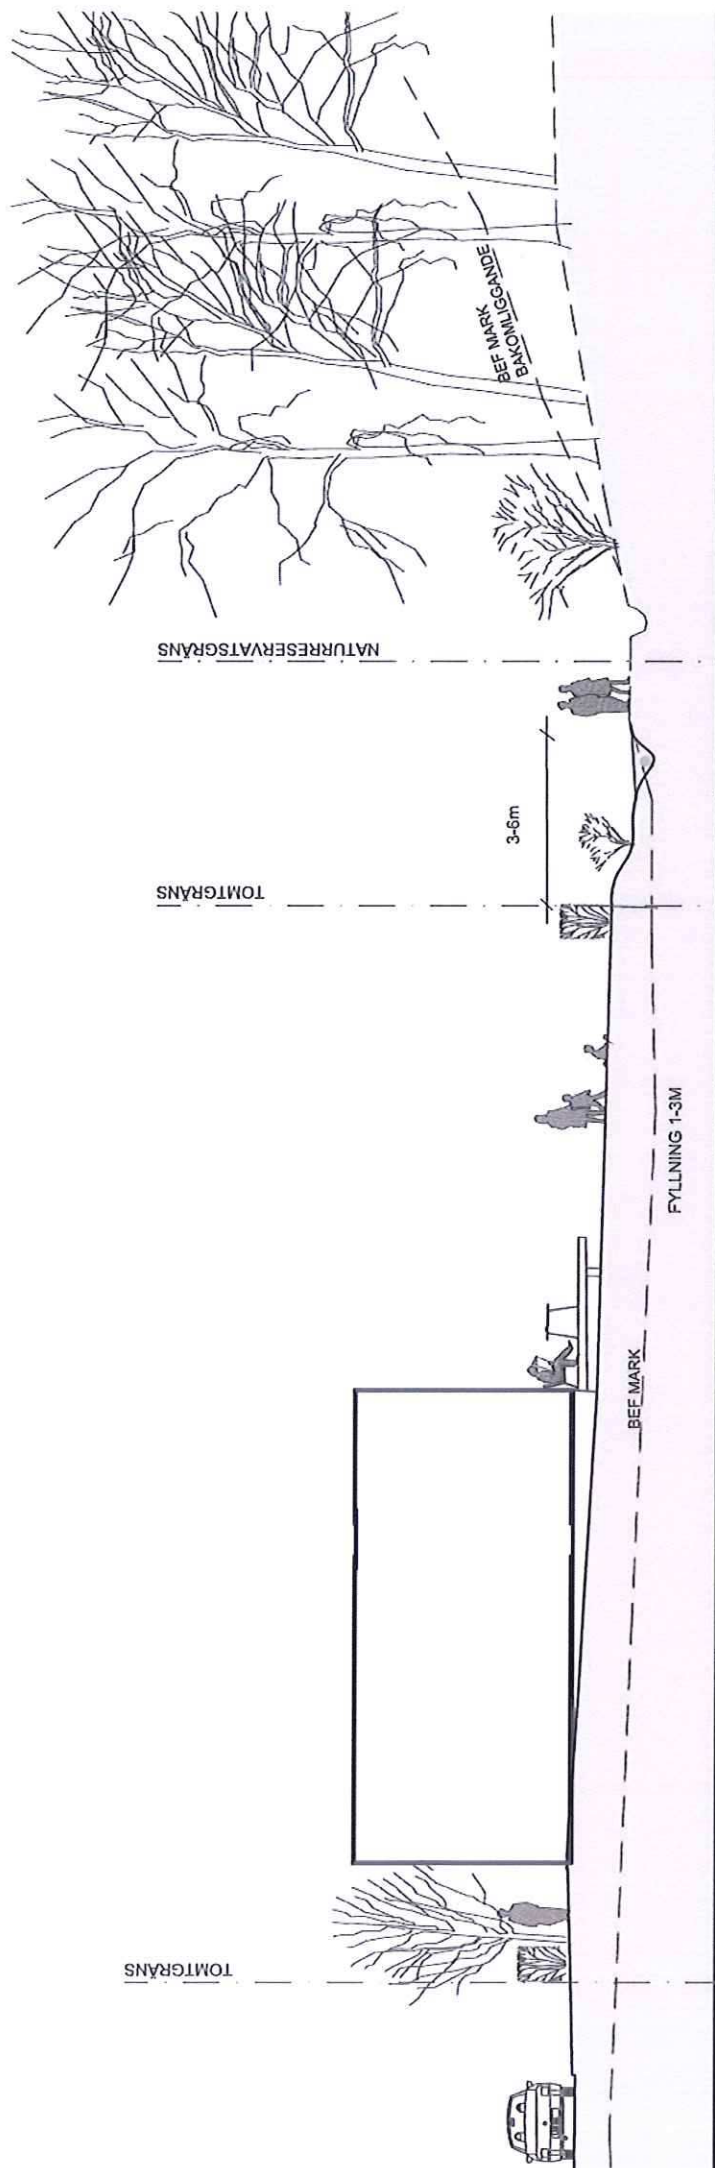 TOMTGRÄNS
TOMTGRÄNS
NATURRESERVATSGRÄNS
3-6m
BEF MARK
BAKOMLIGGANDE
BEF MARK
FYLLNING 1-3M